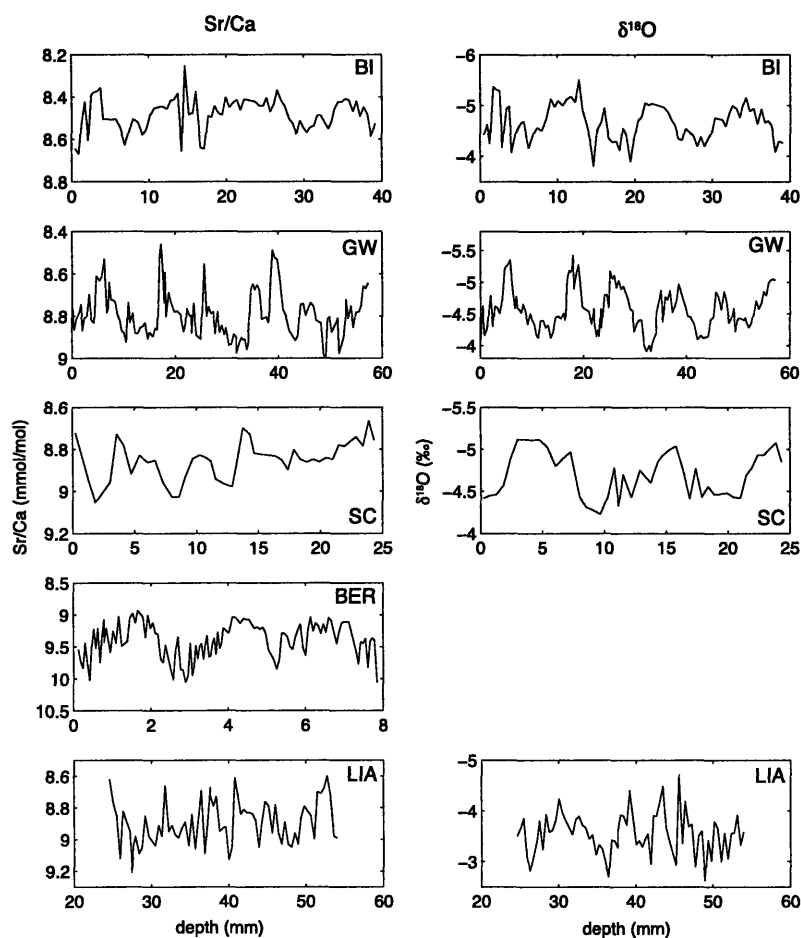 Sr/Ca
δ¹⁸O
8.2
8.4
8.6
8.8
BI
0 10 20 30 40
−6
−5
−4
BI
0 10 20 30 40
8.4
8.6
8.8
9
GW
0 20 40 60
−5.5
−5
−4.5
−4
GW
0 20 40 60
Sr/Ca (mmol/mol)
8.6
8.8
9
9.2
SC
0 5 10 15 20 25
δ¹⁸O (‰)
−5.5
−5
−4.5
−4
SC
0 5 10 15 20 25
8.5
9
9.5
10
10.5
BER
0 2 4 6 8
8.6
8.8
9
9.2
LIA
20 30 40 50 60
depth (mm)
−5
−4
−3
LIA
20 30 40 50 60
depth (mm)